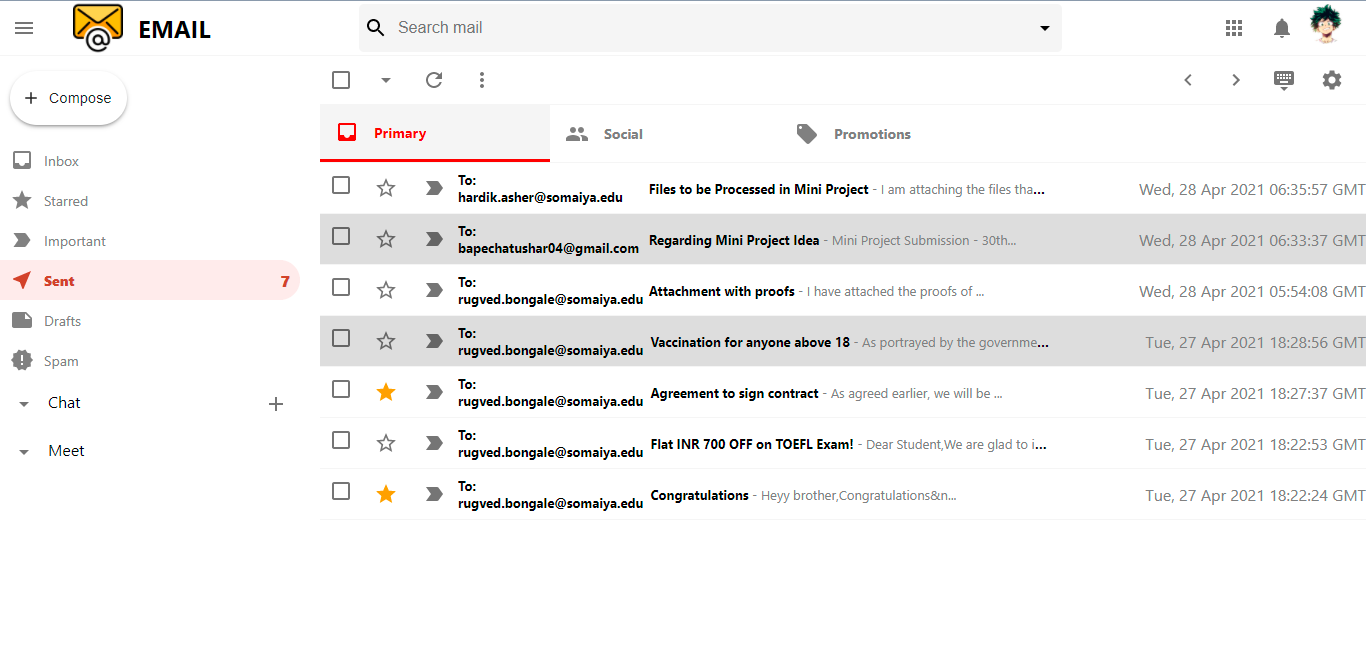 EMAIL
Search mail
Compose
Inbox
Starred
Important
Sent 7
Drafts
Spam
Chat
Meet
Primary Social Promotions
To:
hardik.asher@somaiya.edu Files to be Processed in Mini Project - I am attaching the files tha... Wed, 28 Apr 2021 06:35:57 GMT
To:
bapechatushar04@gmail.com Regarding Mini Project Idea - Mini Project Submission - 30th... Wed, 28 Apr 2021 06:33:37 GMT
To:
rugved.bongale@somaiya.edu Attachment with proofs - I have attached the proofs of ... Wed, 28 Apr 2021 05:54:08 GMT
To:
rugved.bongale@somaiya.edu Vaccination for anyone above 18 - As portrayed by the governme... Tue, 27 Apr 2021 18:28:56 GMT
To:
rugved.bongale@somaiya.edu Agreement to sign contract - As agreed earlier, we will be ... Tue, 27 Apr 2021 18:27:37 GMT
To:
rugved.bongale@somaiya.edu Flat INR 700 OFF on TOEFL Exam! - Dear Student,We are glad to i... Tue, 27 Apr 2021 18:22:53 GMT
To:
rugved.bongale@somaiya.edu Congratulations - Heyy brother,Congratulations&n... Tue, 27 Apr 2021 18:22:24 GMT